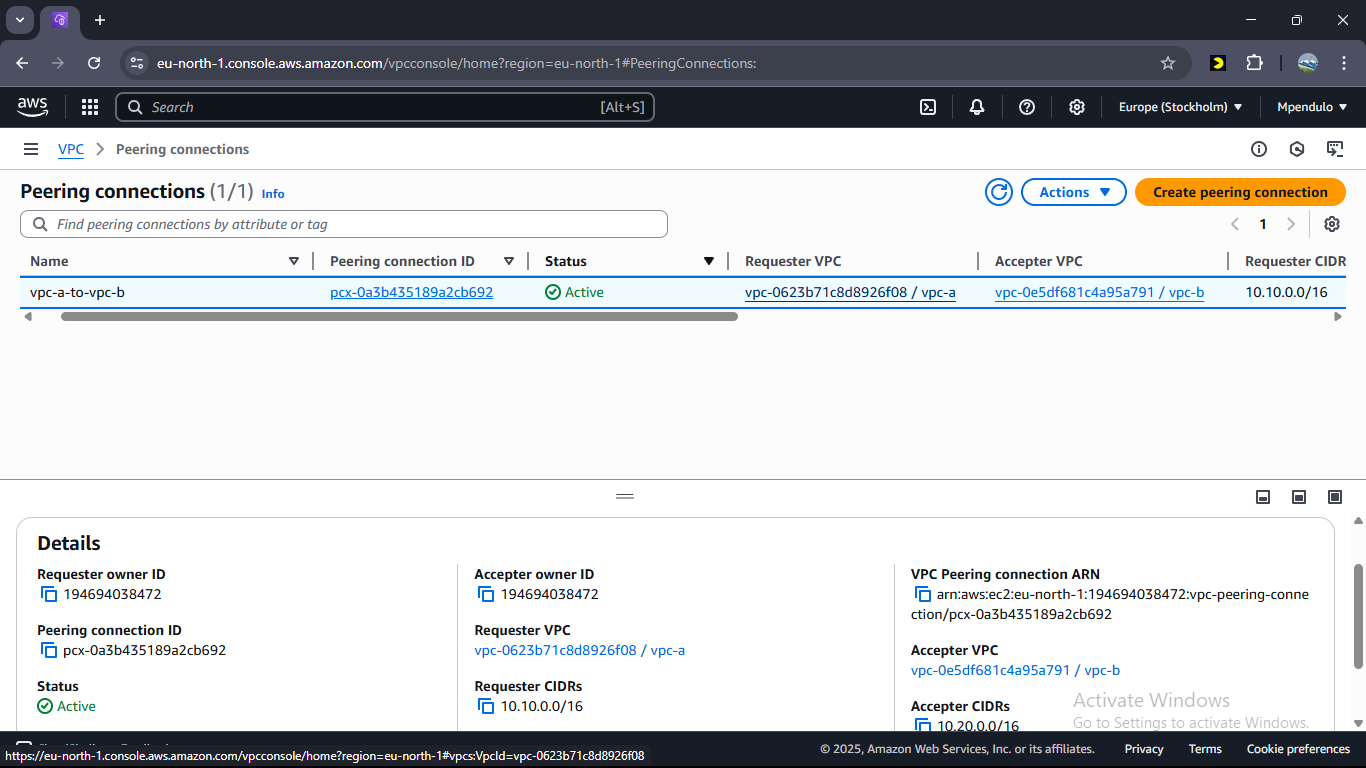 eu-north-1.console.aws.amazon.com/vpcconsole/home?region=eu-north-1#PeeringConnections:
aws
Search [Alt+S]
Europe (Stockholm)
Mpendulo
VPC > Peering connections
Peering connections (1/1) Info
Actions
Create peering connection
Find peering connections by attribute or tag
1
Name Peering connection ID Status Requester VPC Accepter VPC Requester CIDR
vpc-a-to-vpc-b pcx-0a3b435189a2cb692 Active vpc-0623b71c8d8926f08 / vpc-a vpc-0e5df681c4a95a791 / vpc-b 10.10.0.0/16
Details
Requester owner ID
194694038472
Peering connection ID
pcx-0a3b435189a2cb692
Status
Active
Accepter owner ID
194694038472
Requester VPC
vpc-0623b71c8d8926f08 / vpc-a
Requester CIDRs
10.10.0.0/16
VPC Peering connection ARN
arn:aws:ec2:eu-north-1:194694038472:vpc-peering-conne
ction/pcx-0a3b435189a2cb692
Accepter VPC
vpc-0e5df681c4a95a791 / vpc-b
Accepter CIDRs
10.20.0.0/16
Activate Windows
Go to Settings to activate Windows.
© 2025, Amazon Web Services, Inc. or its affiliates. Privacy Terms Cookie preferences
https://eu-north-1.console.aws.amazon.com/vpcconsole/home?region=eu-north-1#vpcs:VpcId=vpc-0623b71c8d8926f08